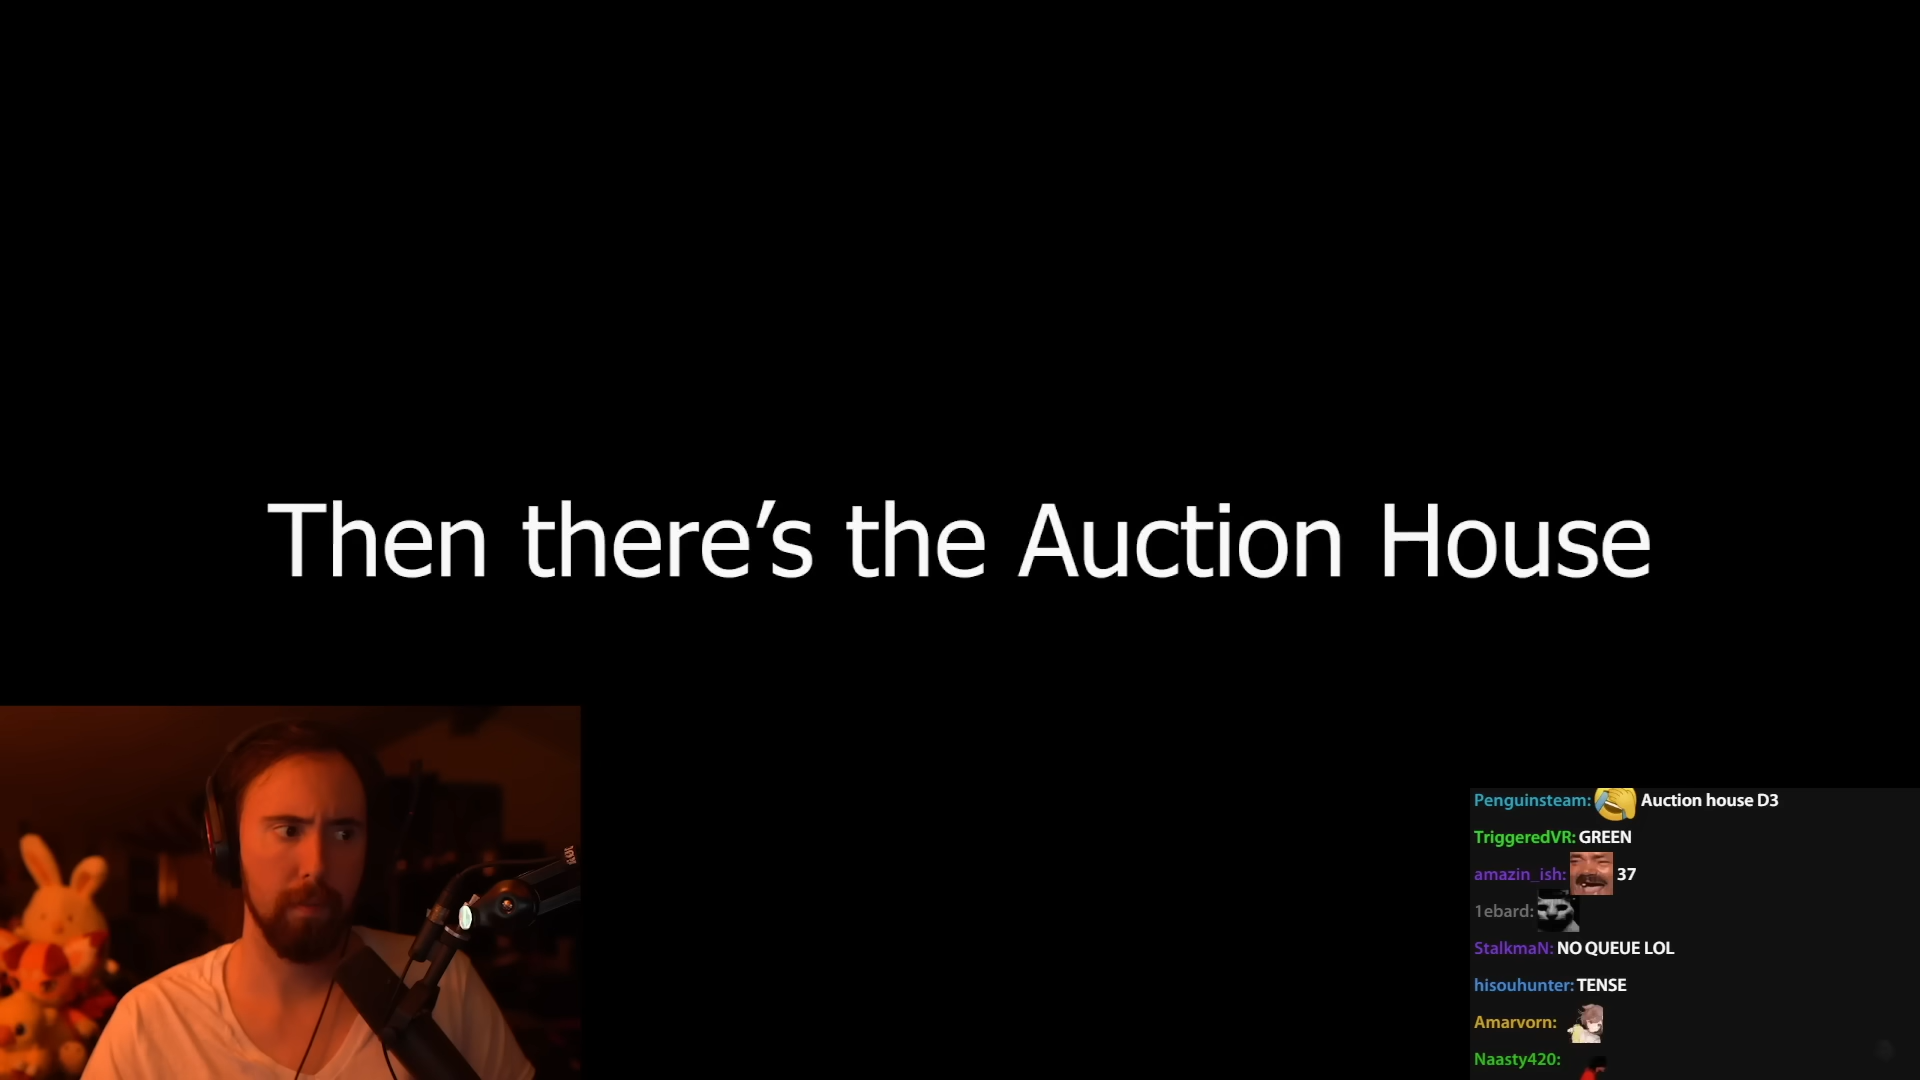 Then there’s the Auction House
Penguinsteam: Auction house D3
TriggeredVR: GREEN
amazin_ish: 37
1ebard:
StalkmaN: NO QUEUE LOL
hisouhunter: TENSE
Amarvorn:
Naasty420: